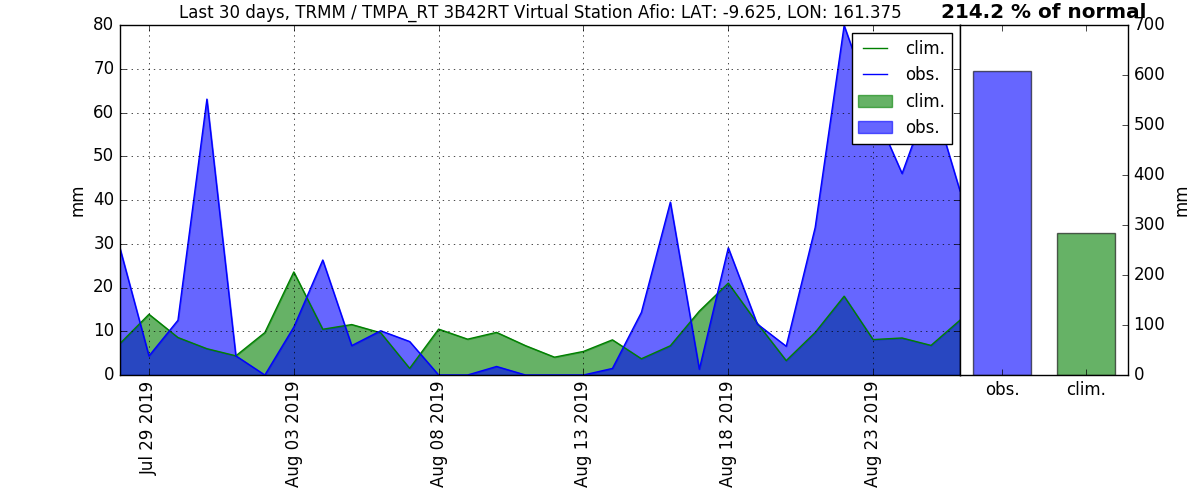 Last 30 days, TRMM / TMPA_RT 3B42RT Virtual Station Afio: LAT: -9.625, LON: 161.375
214.2 % of normal
80
70
60
50
40
30
20
10
0
mm
clim.
obs.
clim.
obs.
700
600
500
400
300
200
100
0
mm
Jul 29 2019
Aug 03 2019
Aug 08 2019
Aug 13 2019
Aug 18 2019
Aug 23 2019
obs.
clim.